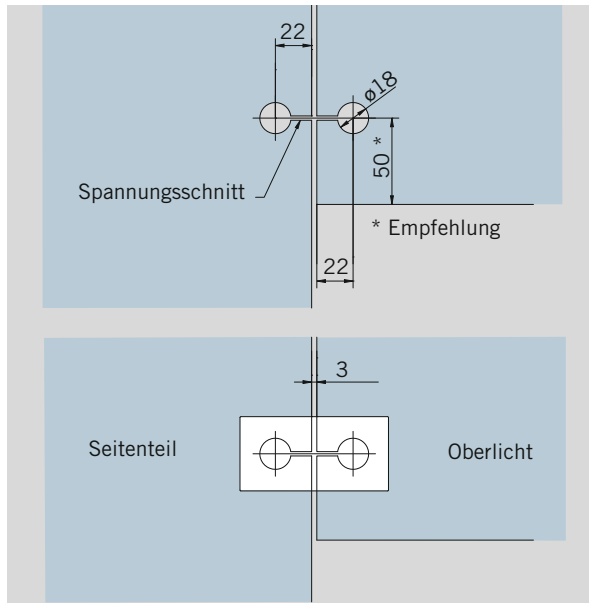 22
ø18
50 *
Spannungsschnitt
* Empfehlung
22
3
Seitenteil
Oberlicht